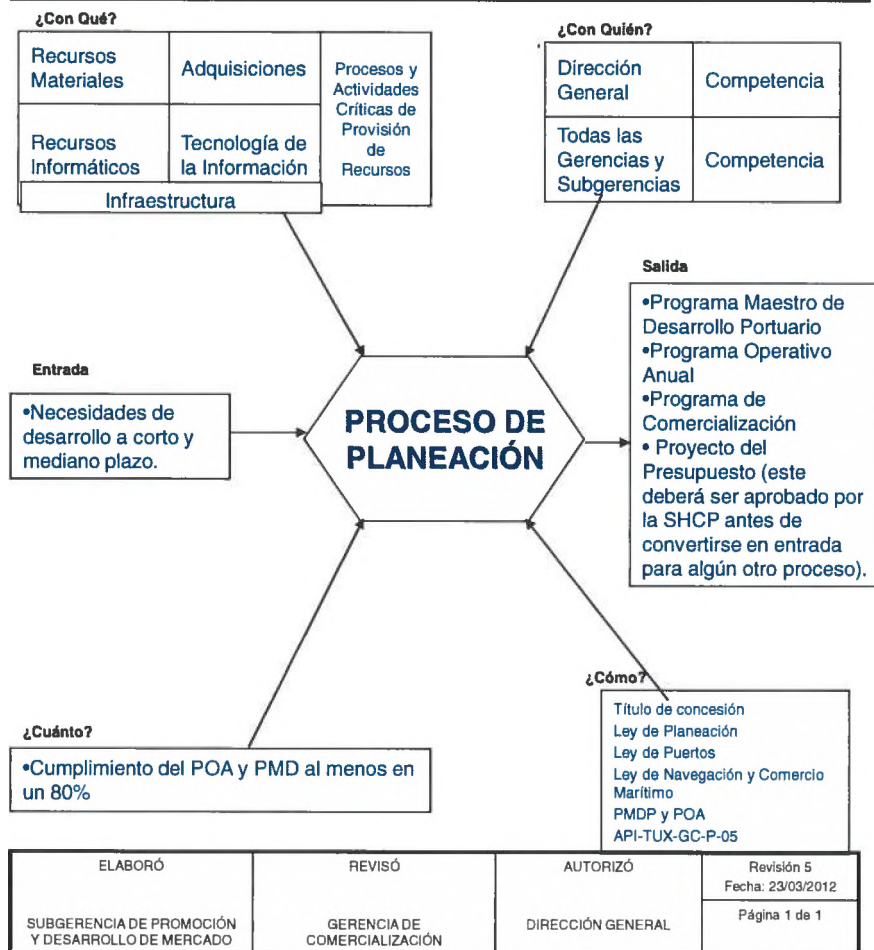 ¿Con Qué?
Recursos
Materiales
Adquisiciones
Procesos y
Actividades
Críticas de
Provisión
de
Recursos
Recursos
Informáticos
Tecnología de
la Información
Infraestructura
¿Con Quién?
Dirección
General
Competencia
Todas las
Gerencias y
Subgerencias
Competencia
Entrada
•Necesidades de
desarrollo a corto y
mediano plazo.
PROCESO DE
PLANEACIÓN
Salida
•Programa Maestro de
Desarrollo Portuario
•Programa Operativo
Anual
•Programa de
Comercialización
• Proyecto del
Presupuesto (este
deberá ser aprobado por
la SHCP antes de
convertirse en entrada
para algún otro proceso).
¿Cuánto?
•Cumplimiento del POA y PMD al menos en
un 80%
¿Cómo?
Título de concesión
Ley de Planeación
Ley de Puertos
Ley de Navegación y Comercio
Marítimo
PMDP y POA
API-TUX-GC-P-05
ELABORÓ
SUBGERENCIA DE PROMOCIÓN
Y DESARROLLO DE MERCADO
REVISÓ
GERENCIA DE
COMERCIALIZACIÓN
AUTORIZÓ
DIRECCIÓN GENERAL
Revisión 5
Fecha: 23/03/2012
Página 1 de 1